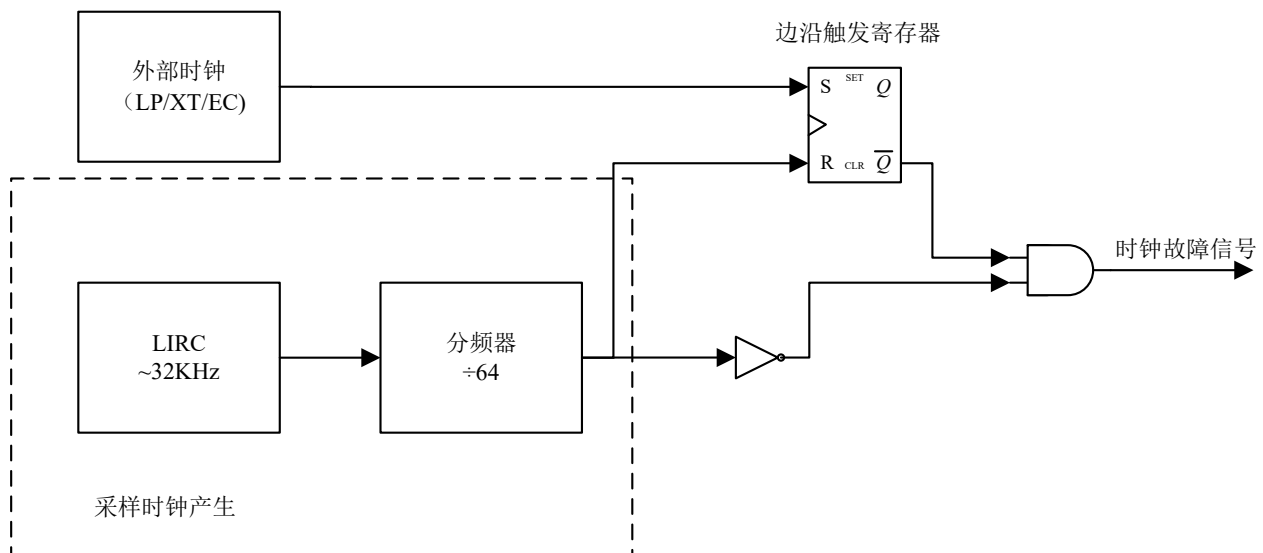 边沿触发寄存器
外部时钟
（LP/XT/EC)
S SET Q
R CLR Q
时钟故障信号
LIRC
~32KHz
分频器
÷64
采样时钟产生